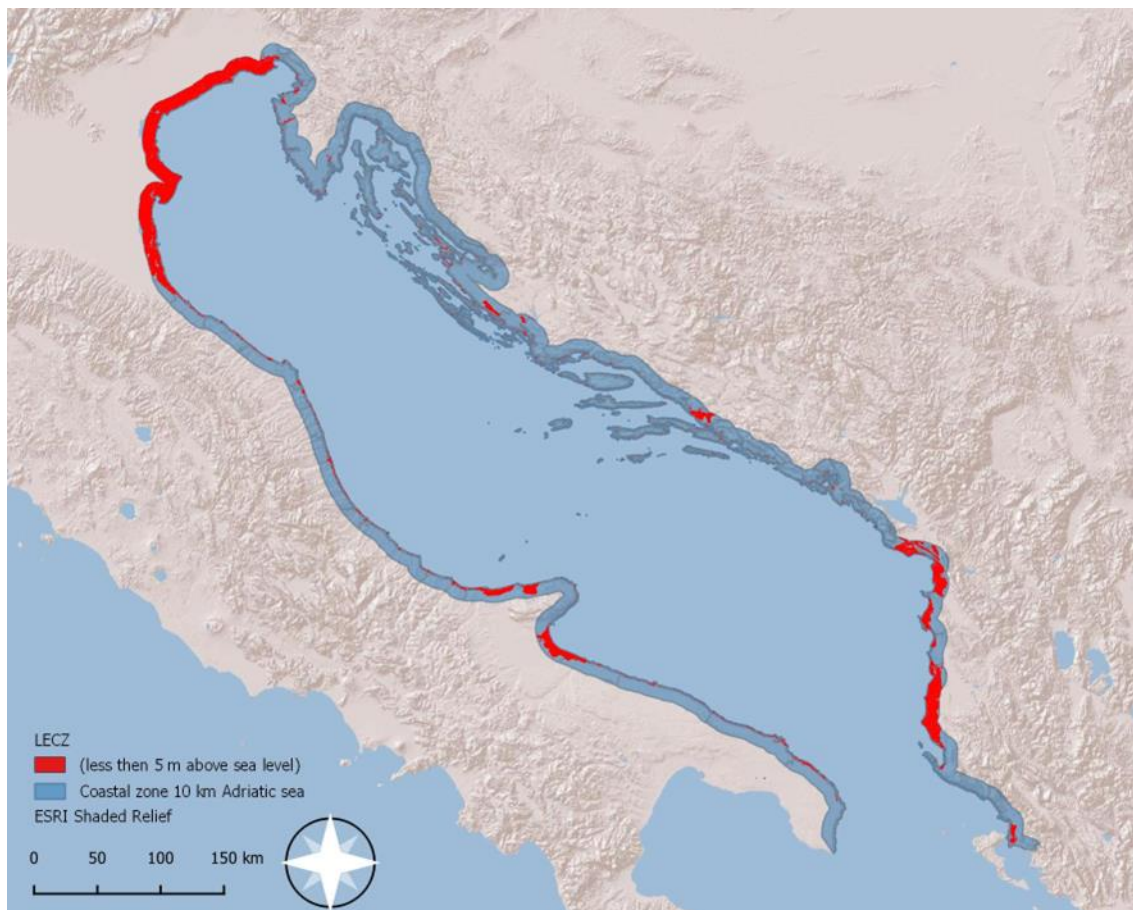 LECZ
(less then 5 m above sea level)
Coastal zone 10 km Adriatic sea
ESRI Shaded Relief
0 50 100 150 km